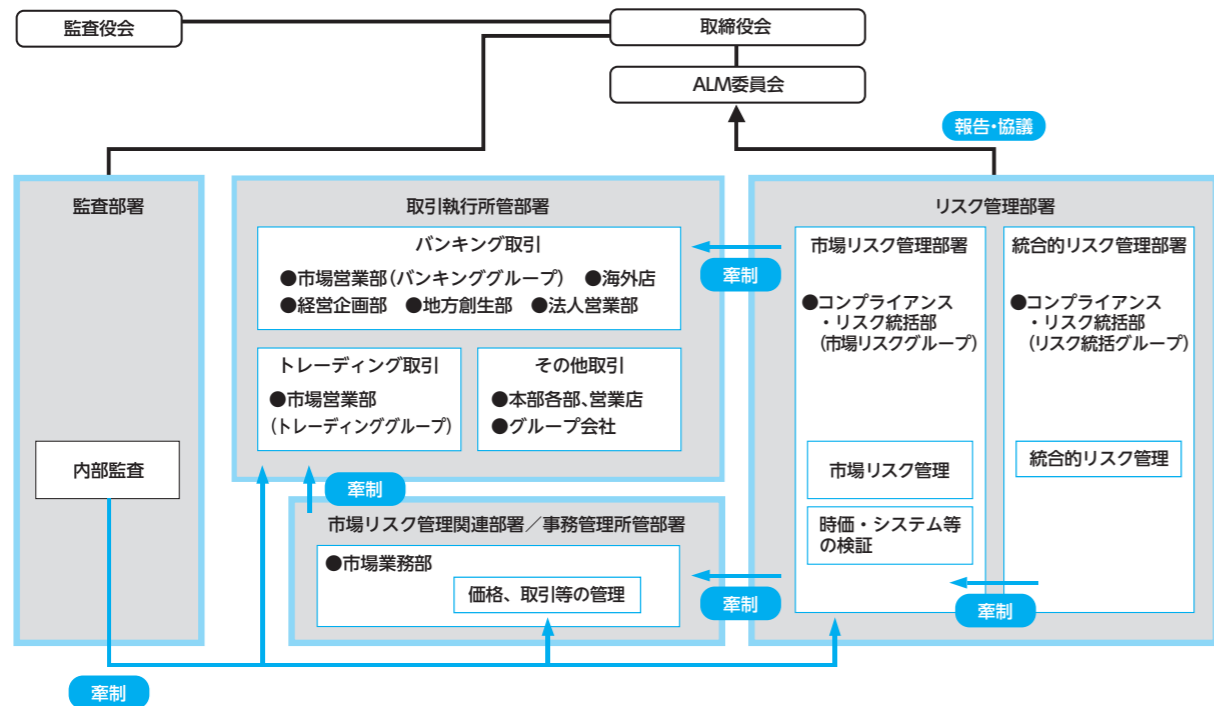 監査役会
取締役会
ALM委員会
報告・協議
監査部署
内部監査
牽制
取引執行所管部署
バンキング取引
●市場営業部(バンキンググループ) ●海外店
●経営企画部 ●地方創生部 ●法人営業部
トレーディング取引
●市場営業部
(トレーディンググループ)
その他取引
●本部各部、営業店
●グループ会社
牽制
市場リスク管理関連部署／事務管理所管部署
●市場業務部
価格、取引等の管理
牽制
牽制
リスク管理部署
市場リスク管理部署
●コンプライアンス
・リスク統括部
(市場リスクグループ)
市場リスク管理
時価・システム等
の検証
統合的リスク管理部署
●コンプライアンス
・リスク統括部
(リスク統括グループ)
統合的リスク管理
牽制